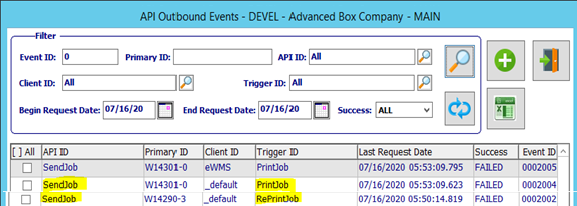 API Outbound Events - DEVEL - Advanced Box Company - MAIN
Filter
Event ID: 0 Primary ID: API ID: All
Client ID: All Trigger ID: All
Begin Request Date: 07/16/20 End Request Date: 07/16/20 Success: ALL
[ ] All API ID Primary ID Client ID Trigger ID Last Request Date Success Event ID
SendJob W14301-0 eWMS PrintJob 07/16/2020 05:53:09.795 FAILED 0002005
SendJob W14301-0 _default PrintJob 07/16/2020 05:53:09.623 FAILED 0002004
SendJob W14290-3 _default RePrintJob 07/16/2020 05:50:14.819 FAILED 0002002